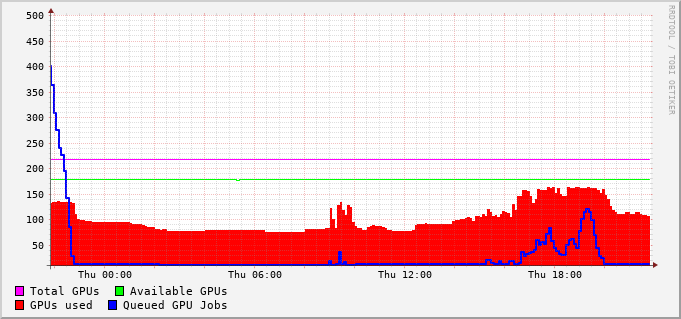 500
450
400
350
300
250
200
150
100
50
Thu 00:00 Thu 06:00 Thu 12:00 Thu 18:00
Total GPUs Available GPUs
GPUs used Queued GPU Jobs
RRDTOOL / TOBI OETIKER